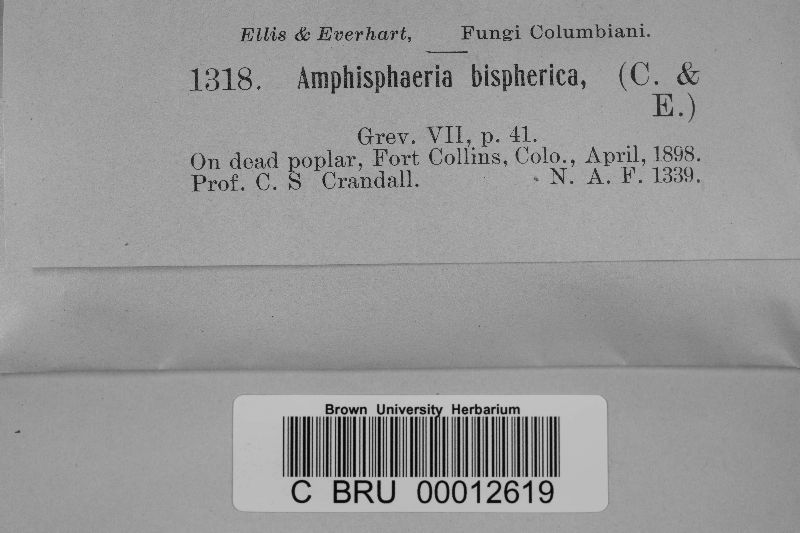 Ellis & Everhart, Fungi Columbiani.
1318. Amphisphaeria bispherica, (C. &
E.)
Grev. VII, p. 41.
On dead poplar, Fort Collins, Colo., April, 1898.
Prof. C. S Crandall. N. A. F. 1339.
Brown University Herbarium
C BRU 00012619